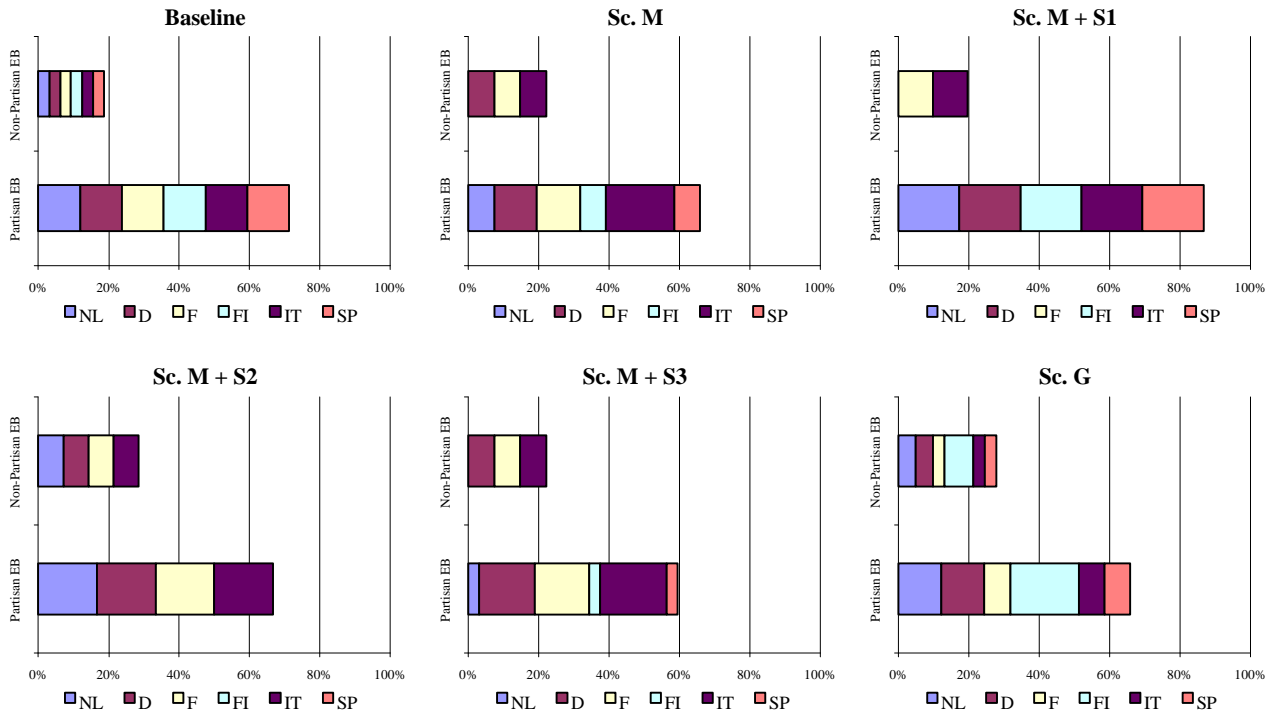 Baseline
Non-Partisan EB
Partisan EB
0% 20% 40% 60% 80% 100%
NL D F FI IT SP
Sc. M
Non-Partisan EB
Partisan EB
0% 20% 40% 60% 80% 100%
NL D F FI IT SP
Sc. M + S1
Non-Partisan EB
Partisan EB
0% 20% 40% 60% 80% 100%
NL D F FI IT SP
Sc. M + S2
Non-Partisan EB
Partisan EB
0% 20% 40% 60% 80% 100%
NL D F FI IT SP
Sc. M + S3
Non-Partisan EB
Partisan EB
0% 20% 40% 60% 80% 100%
NL D F FI IT SP
Sc. G
Non-Partisan EB
Partisan EB
0% 20% 40% 60% 80% 100%
NL D F FI IT SP